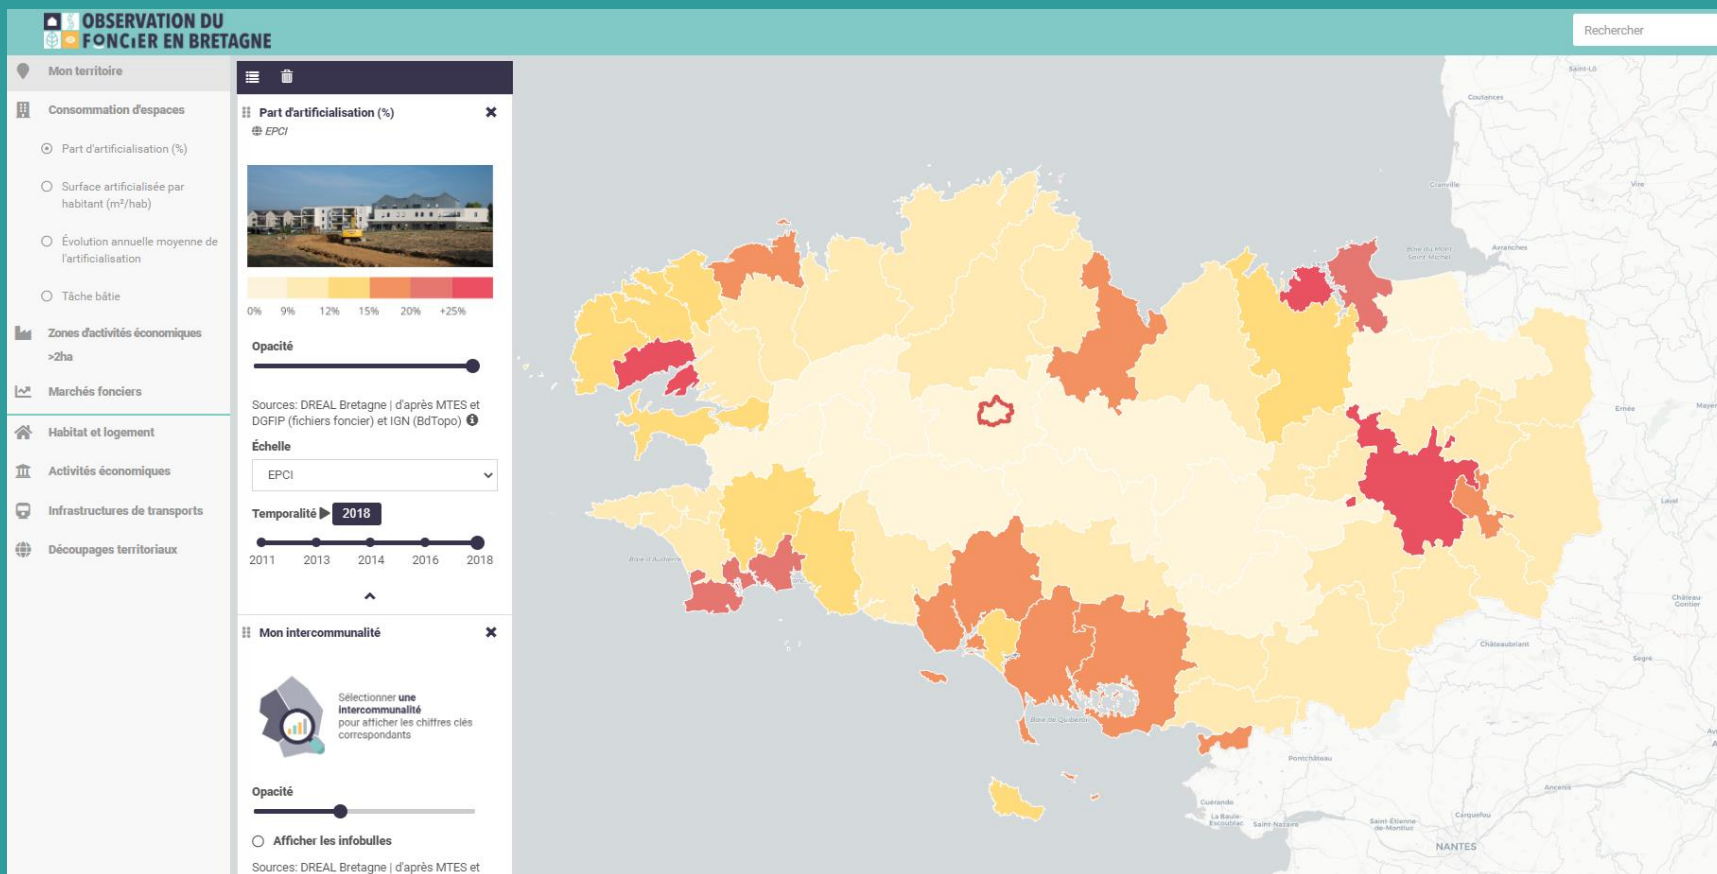 OBSERVATION DU
FONCIER EN BRETAGNE
Rechercher
Mon territoire
Consommation d'espaces
Part d'artificialisation (%)
Surface artificialisée par
habitant (m²/hab)
Évolution annuelle moyenne de
l'artificialisation
Tâche bâtie
Zones d'activités économiques
>2ha
Marchés fonciers
Habitat et logement
Activités économiques
Infrastructures de transports
Découpages territoriaux
Part d'artificialisation (%)
EPCI
0% 9% 12% 15% 20% +25%
Opacité
Sources: DREAL Bretagne | d'après MTES et
DGFIP (fichiers foncier) et IGN (BdTopo)
Échelle
EPCI
Temporalité 2018
2011 2013 2014 2016 2018
Mon intercommunalité
Sélectionner une
intercommunalité
pour afficher les chiffres clés
correspondants
Opacité
Afficher les infobulles
Sources: DREAL Bretagne | d'après MTES et
Saint-Lô
Coutances
Granville
Vire
Baie du Mont
Saint Michel
Avranches
Ernée
Mayen
Laval
Baie d'Audierne
Château-
Gontier
Châteaubriant
Segré
Baie de Quiberon
Pontchâteau
Ancenis
Guérande
La Baule-
Escoublac
Saint-Nazaire
Saint-Étienne
de-Montluc
Carquefou
NANTES